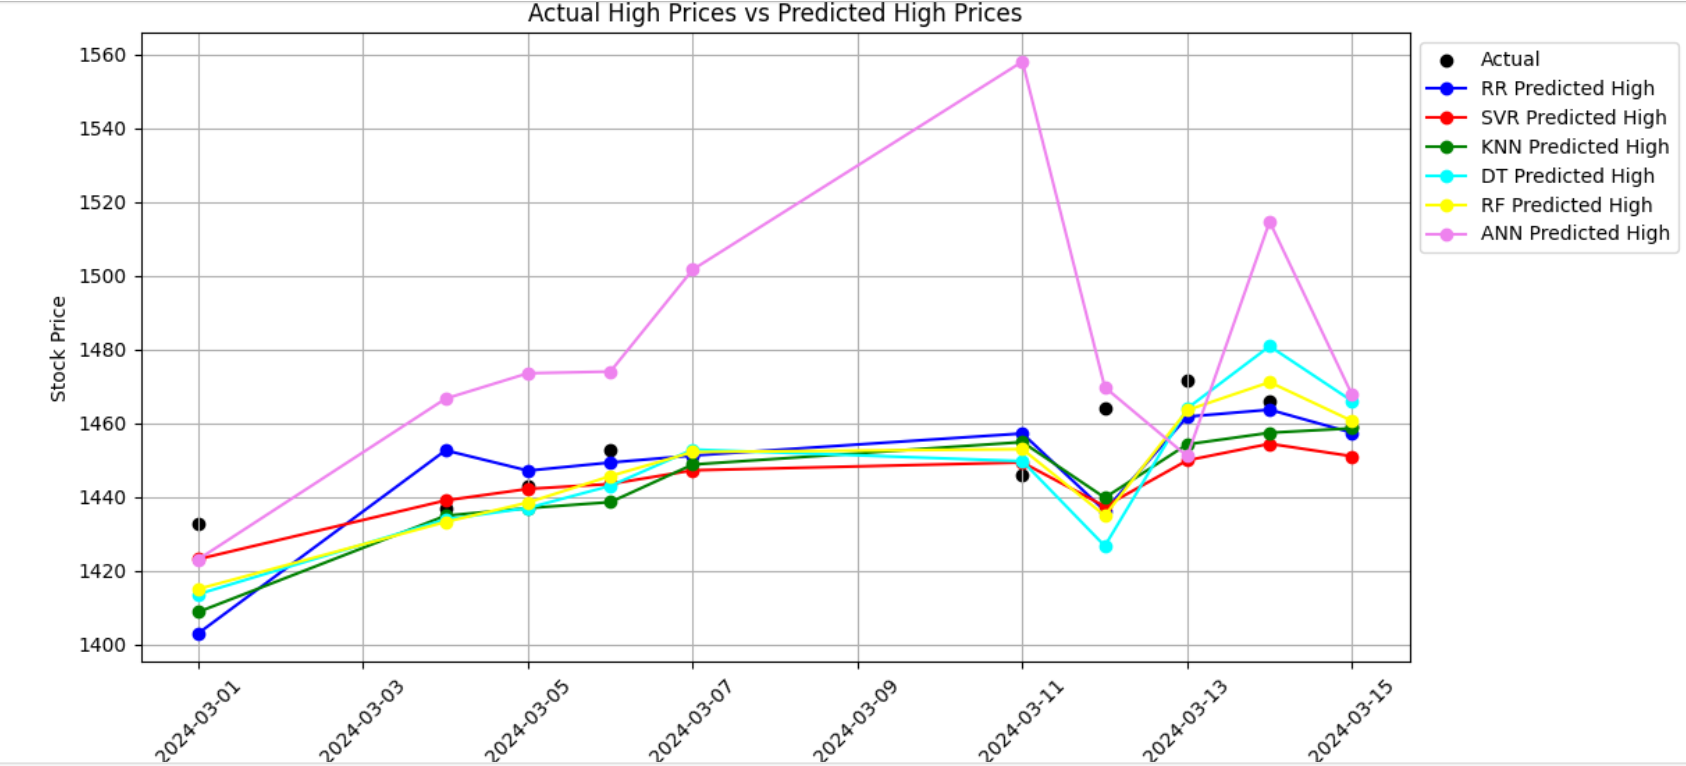 Actual High Prices vs Predicted High Prices
Stock Price
1560
1540
1520
1500
1480
1460
1440
1420
1400
2024-03-01
2024-03-03
2024-03-05
2024-03-07
2024-03-09
2024-03-11
2024-03-13
2024-03-15
Actual
RR Predicted High
SVR Predicted High
KNN Predicted High
DT Predicted High
RF Predicted High
ANN Predicted High